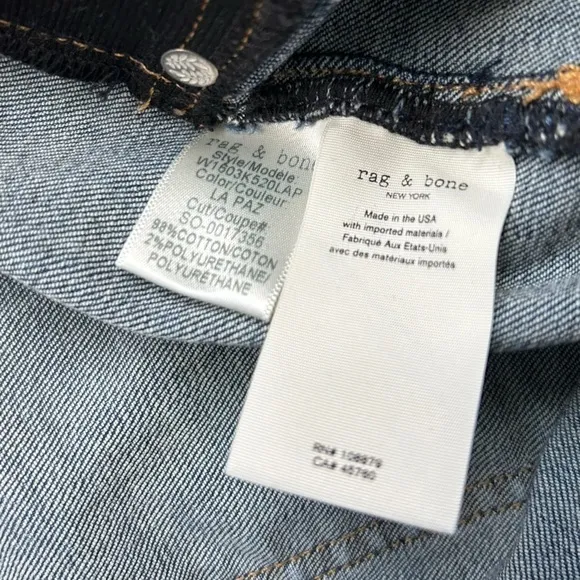 rag & bone
Style/Modele
W1803K520LAP
Color/Couleur
LA PAZ
Cut/Coupe#
SO-0017356
98%COTTON/COTON
2%POLYURETHANE/
POLYURETHANE
rag & bone
NEW YORK
Made in the USA
with imported materials /
Fabriqué Aux États-Unis
avec des matériaux importés
RN# 108879
CA# 45760